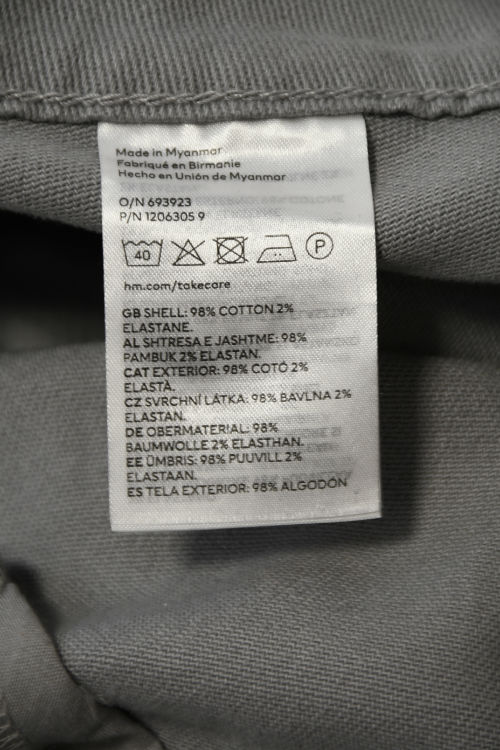 Made in Myanmar
Fabriqué en Birmanie
Hecho en Unión de Myanmar
O/N 693923
P/N 1206305 9
40
P
hm.com/takecare
GB SHELL: 98% COTTON 2%
ELASTANE.
AL SHTRESA E JASHTME: 98%
PAMBUK 2% ELASTAN.
CAT EXTERIOR: 98% COTÓ 2%
ELASTÀ.
CZ SVRCHNÍ LÁTKA: 98% BAVLNA 2%
ELASTAN.
DE OBERMATERIAL: 98%
BAUMWOLLE 2% ELASTHAN.
EE ÜMBRIS: 98% PUUVILL 2%
ELASTAAN.
ES TELA EXTERIOR: 98% ALGODÓN